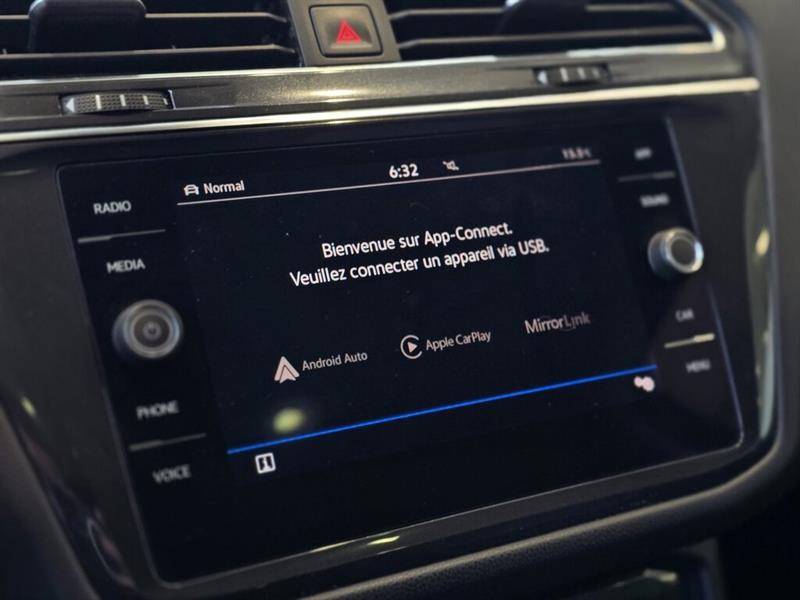 Normal
6:32
RADIO
MEDIA
PHONE
VOICE
Bienvenue sur App-Connect.
Veuillez connecter un appareil via USB.
Android Auto
Apple CarPlay
MirrorLink
APP
SOUND
CAR
MENU